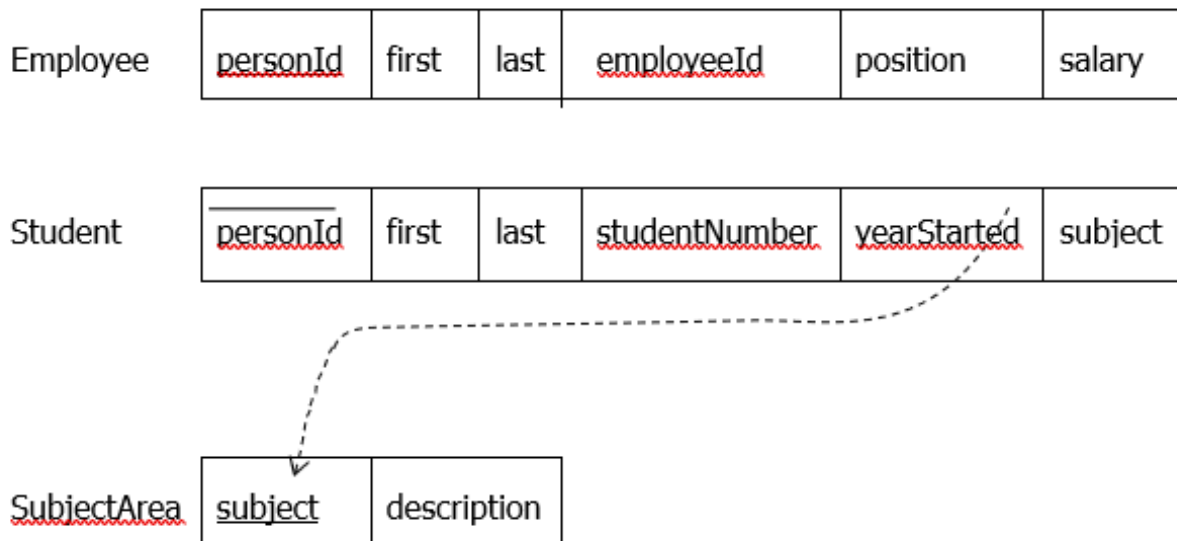 Employee personId first last employeeId position salary
Student personId first last studentNumber yearStarted subject
SubjectArea subject description